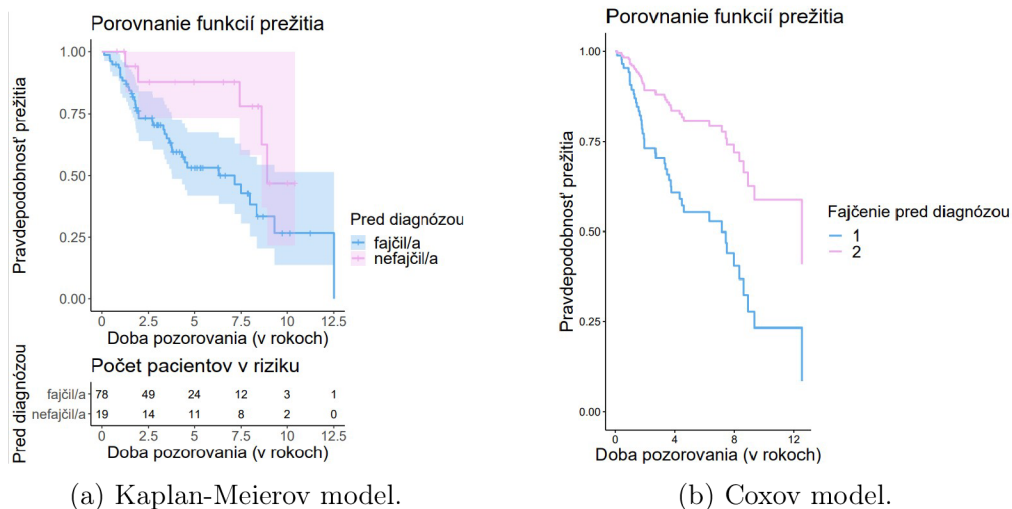 Porovnanie funkcií prežitia
Pravdepodobnosť prežitia
1.00
0.75
0.50
0.25
0.00
0 2.5 5.0 7.5 10.0 12.5
Doba pozorovania (v rokoch)
Pred diagnózou
fajčil/a
nefajčil/a
Počet pacientov v riziku
Pred diagnózou
fajčil/a 78 49 24 12 3 1
nefajčil/a 19 14 11 8 2 0
0 2.5 5.0 7.5 10.0 12.5
Doba pozorovania (v rokoch)
(a) Kaplan-Meierov model.
Porovnanie funkcií prežitia
Pravdepodobnosť prežitia
1.00
0.75
0.50
0.25
0.00
0 4 8 12
Doba pozorovania (v rokoch)
Fajčenie pred diagnózou
1
2
(b) Coxov model.